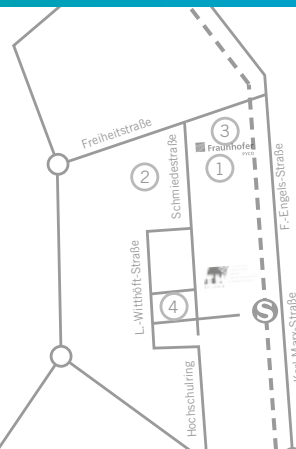 Freiheitstraße
3
Fraunhofer
1
2
Schmiedestraße
F.-Engels-Straße
L.-Witthöft-Straße
4
S
Karl-Marx-Straße
Hochschulring